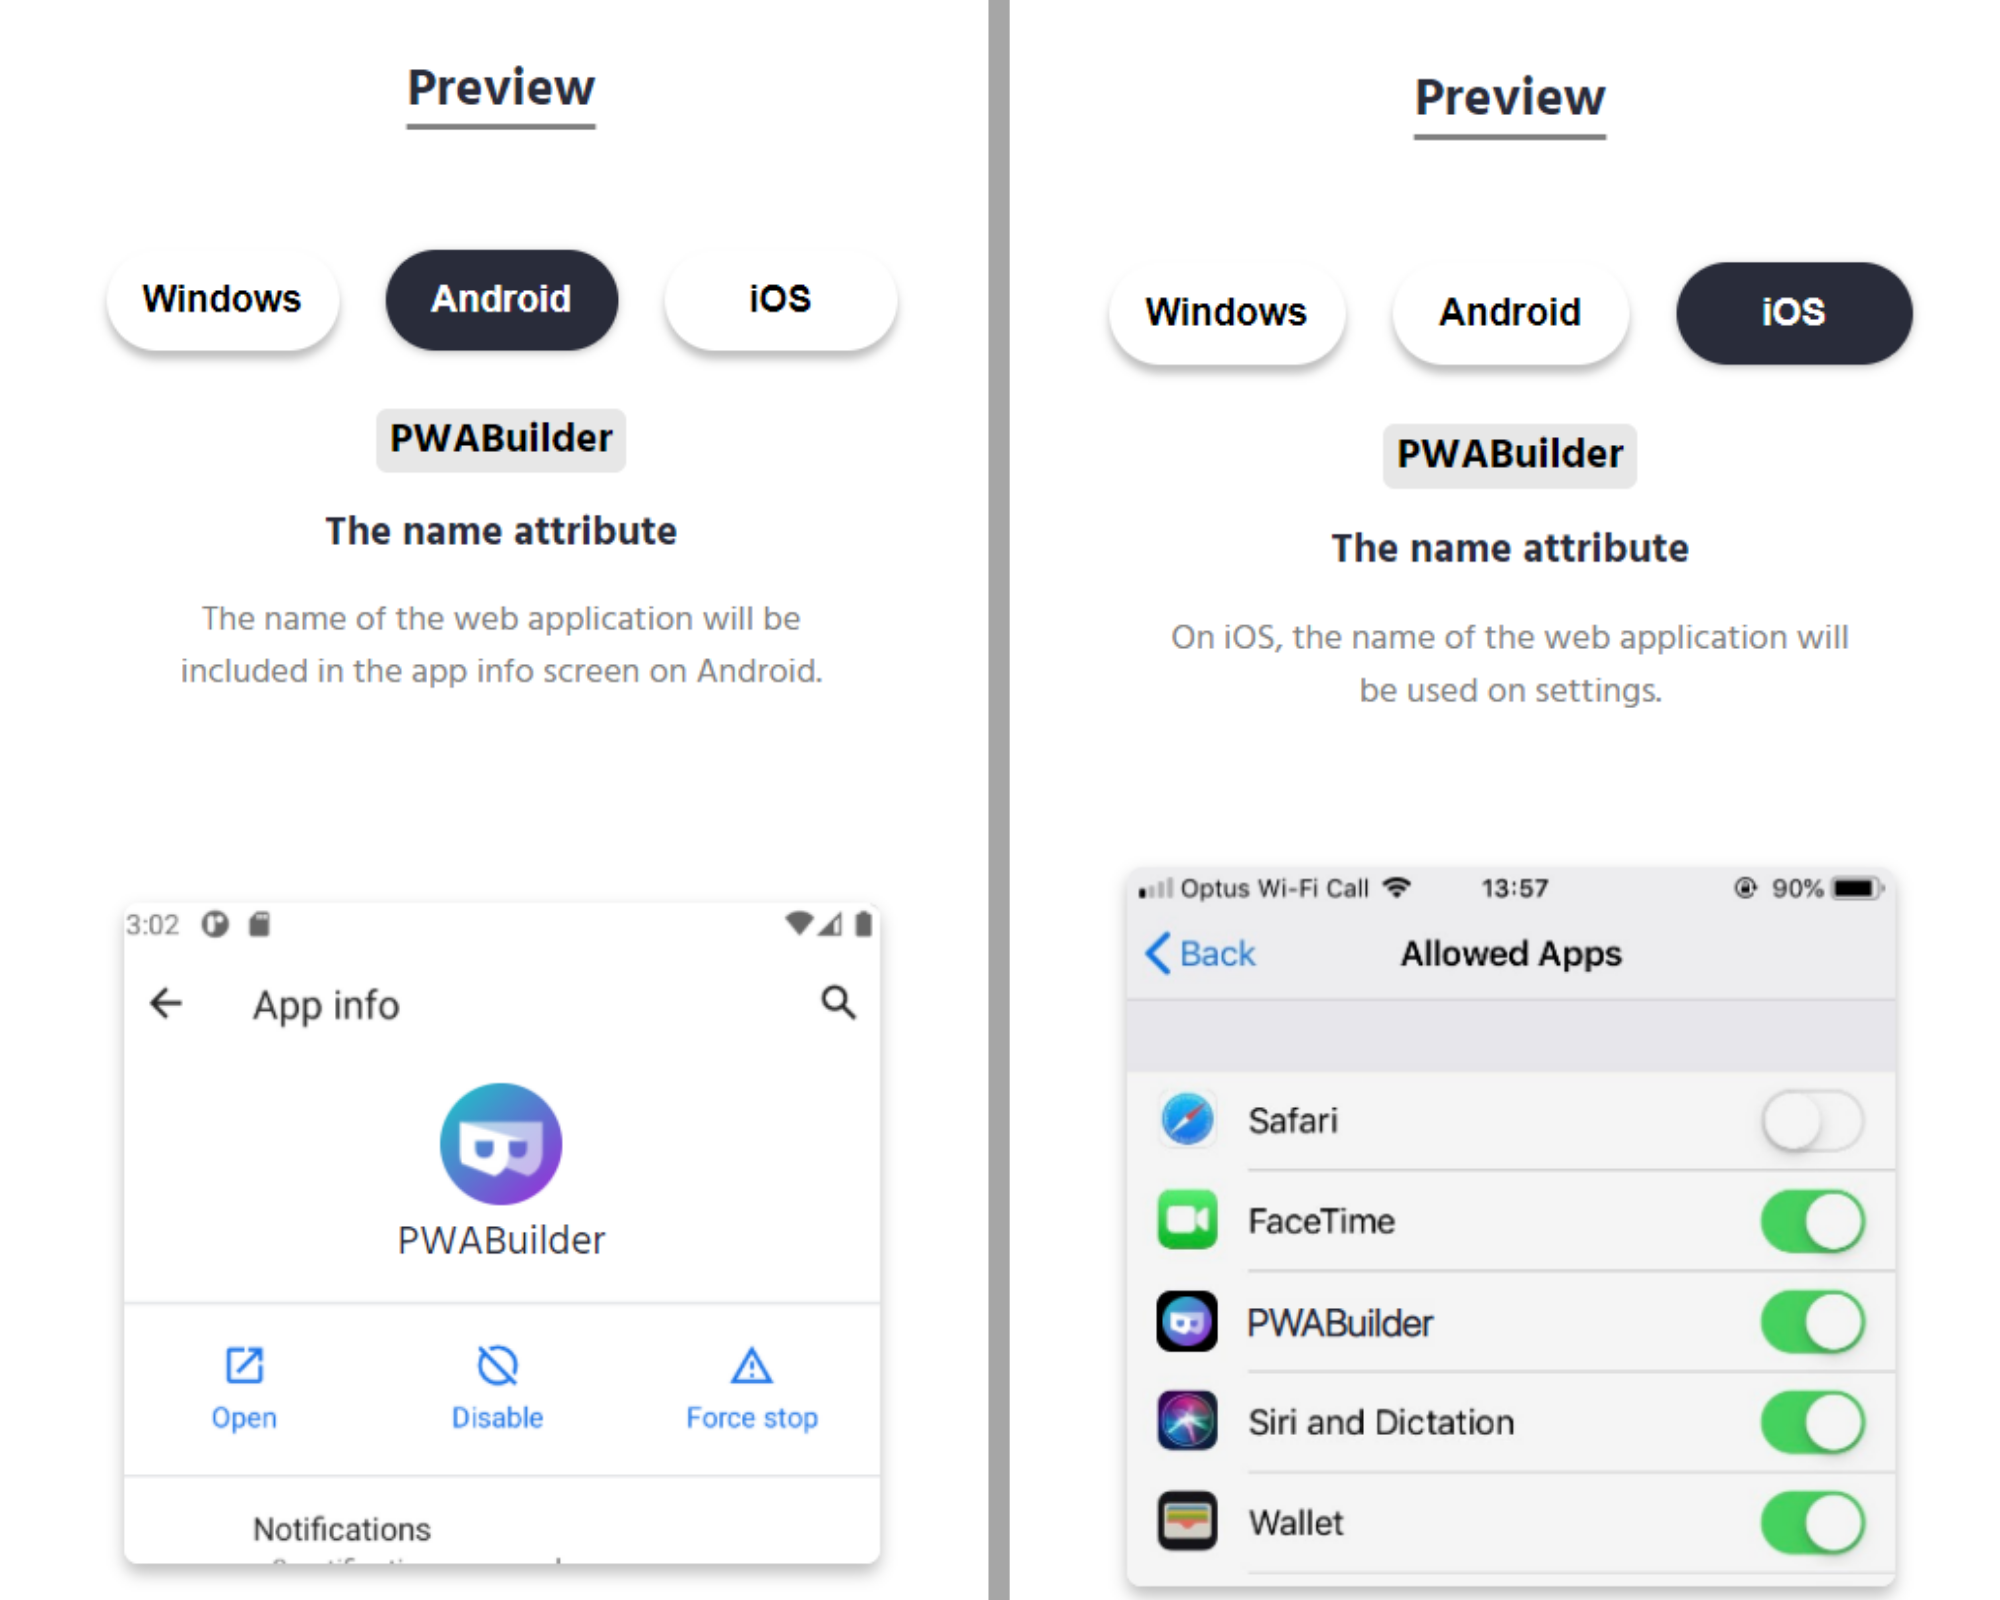 Preview
Windows
Android
iOS
PWABuilder
The name attribute
The name of the web application will be
included in the app info screen on Android.
3:02
App info
PWABuilder
Open
Disable
Force stop
Notifications
Preview
Windows
Android
iOS
PWABuilder
The name attribute
On iOS, the name of the web application will
be used on settings.
Optus Wi-Fi Call
13:57
90%
Back
Allowed Apps
Safari
FaceTime
PWABuilder
Siri and Dictation
Wallet